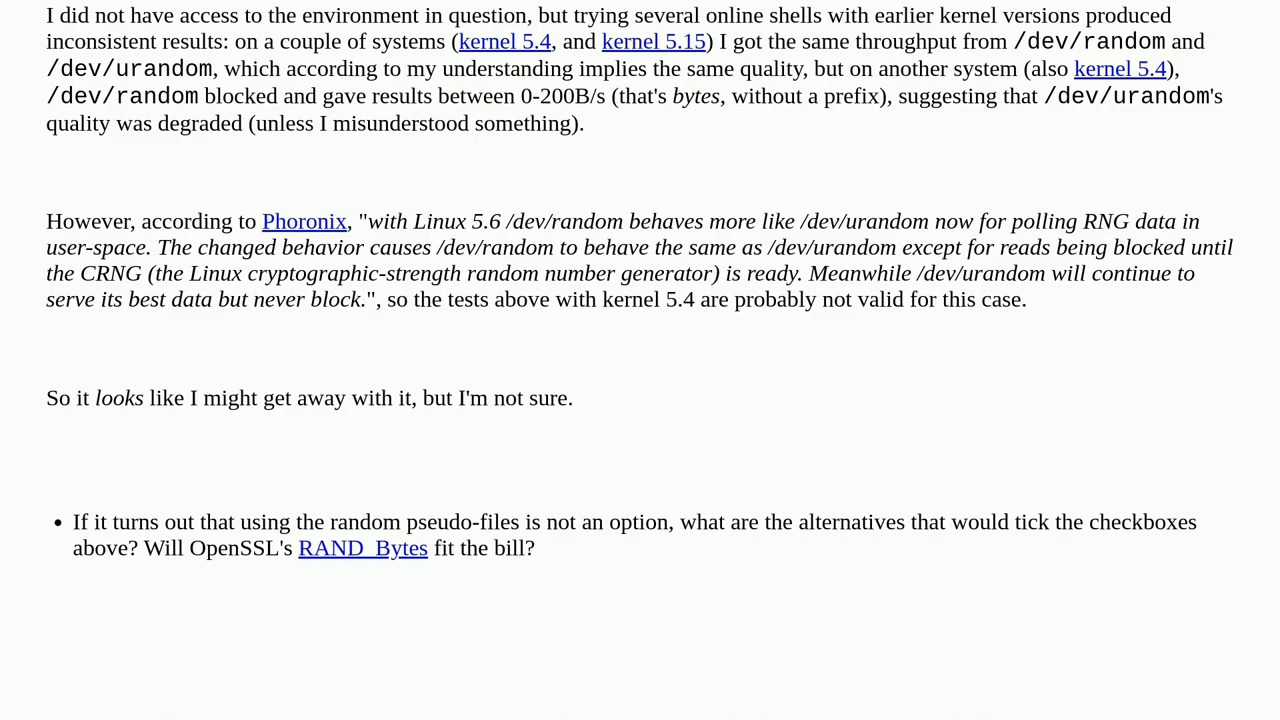 I did not have access to the environment in question, but trying several online shells with earlier kernel versions produced
inconsistent results: on a couple of systems (kernel 5.4, and kernel 5.15) I got the same throughput from /dev/random and
/dev/urandom, which according to my understanding implies the same quality, but on another system (also kernel 5.4),
/dev/random blocked and gave results between 0-200B/s (that's bytes, without a prefix), suggesting that /dev/urandom's
quality was degraded (unless I misunderstood something).
However, according to Phoronix, "with Linux 5.6 /dev/random behaves more like /dev/urandom now for polling RNG data in
user-space. The changed behavior causes /dev/random to behave the same as /dev/urandom except for reads being blocked until
the CRNG (the Linux cryptographic-strength random number generator) is ready. Meanwhile /dev/urandom will continue to
serve its best data but never block.", so the tests above with kernel 5.4 are probably not valid for this case.
So it looks like I might get away with it, but I'm not sure.
• If it turns out that using the random pseudo-files is not an option, what are the alternatives that would tick the checkboxes
above? Will OpenSSL's RAND_Bytes fit the bill?